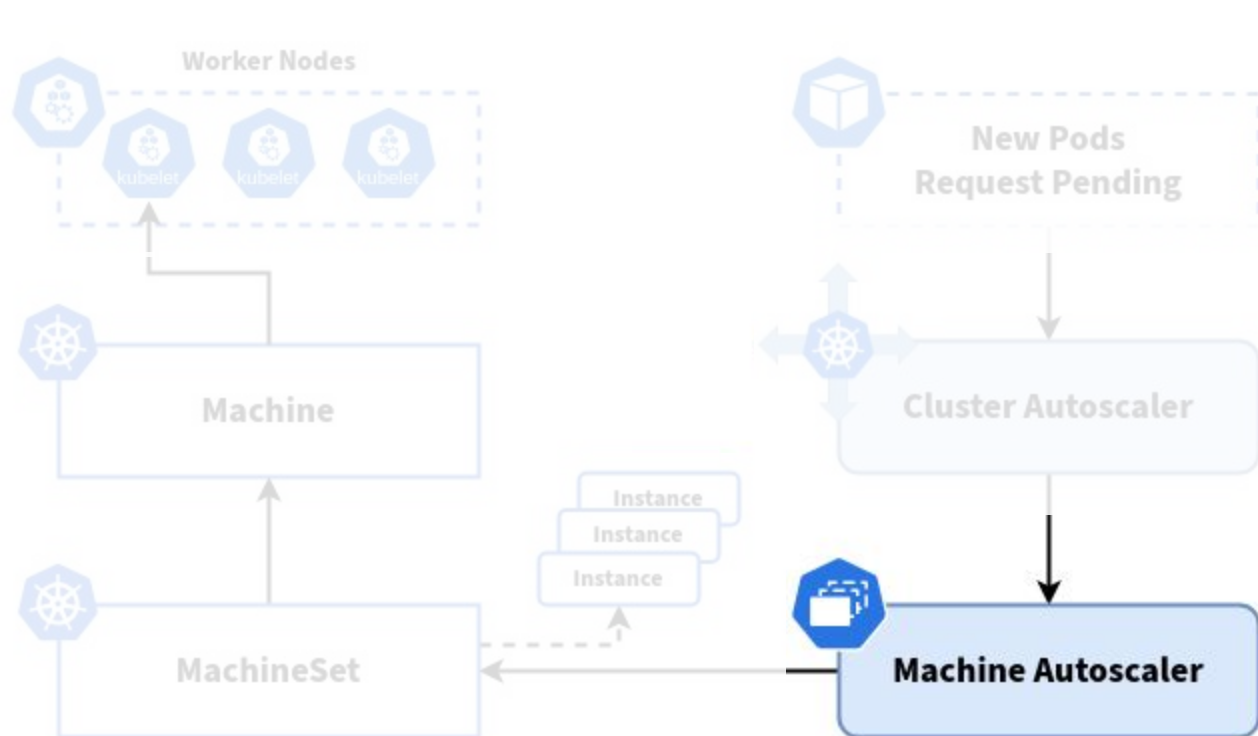 Worker Nodes
kubelet
kubelet
kubelet
New Pods
Request Pending
Machine
Cluster Autoscaler
Instance
Instance
Instance
MachineSet
Machine Autoscaler